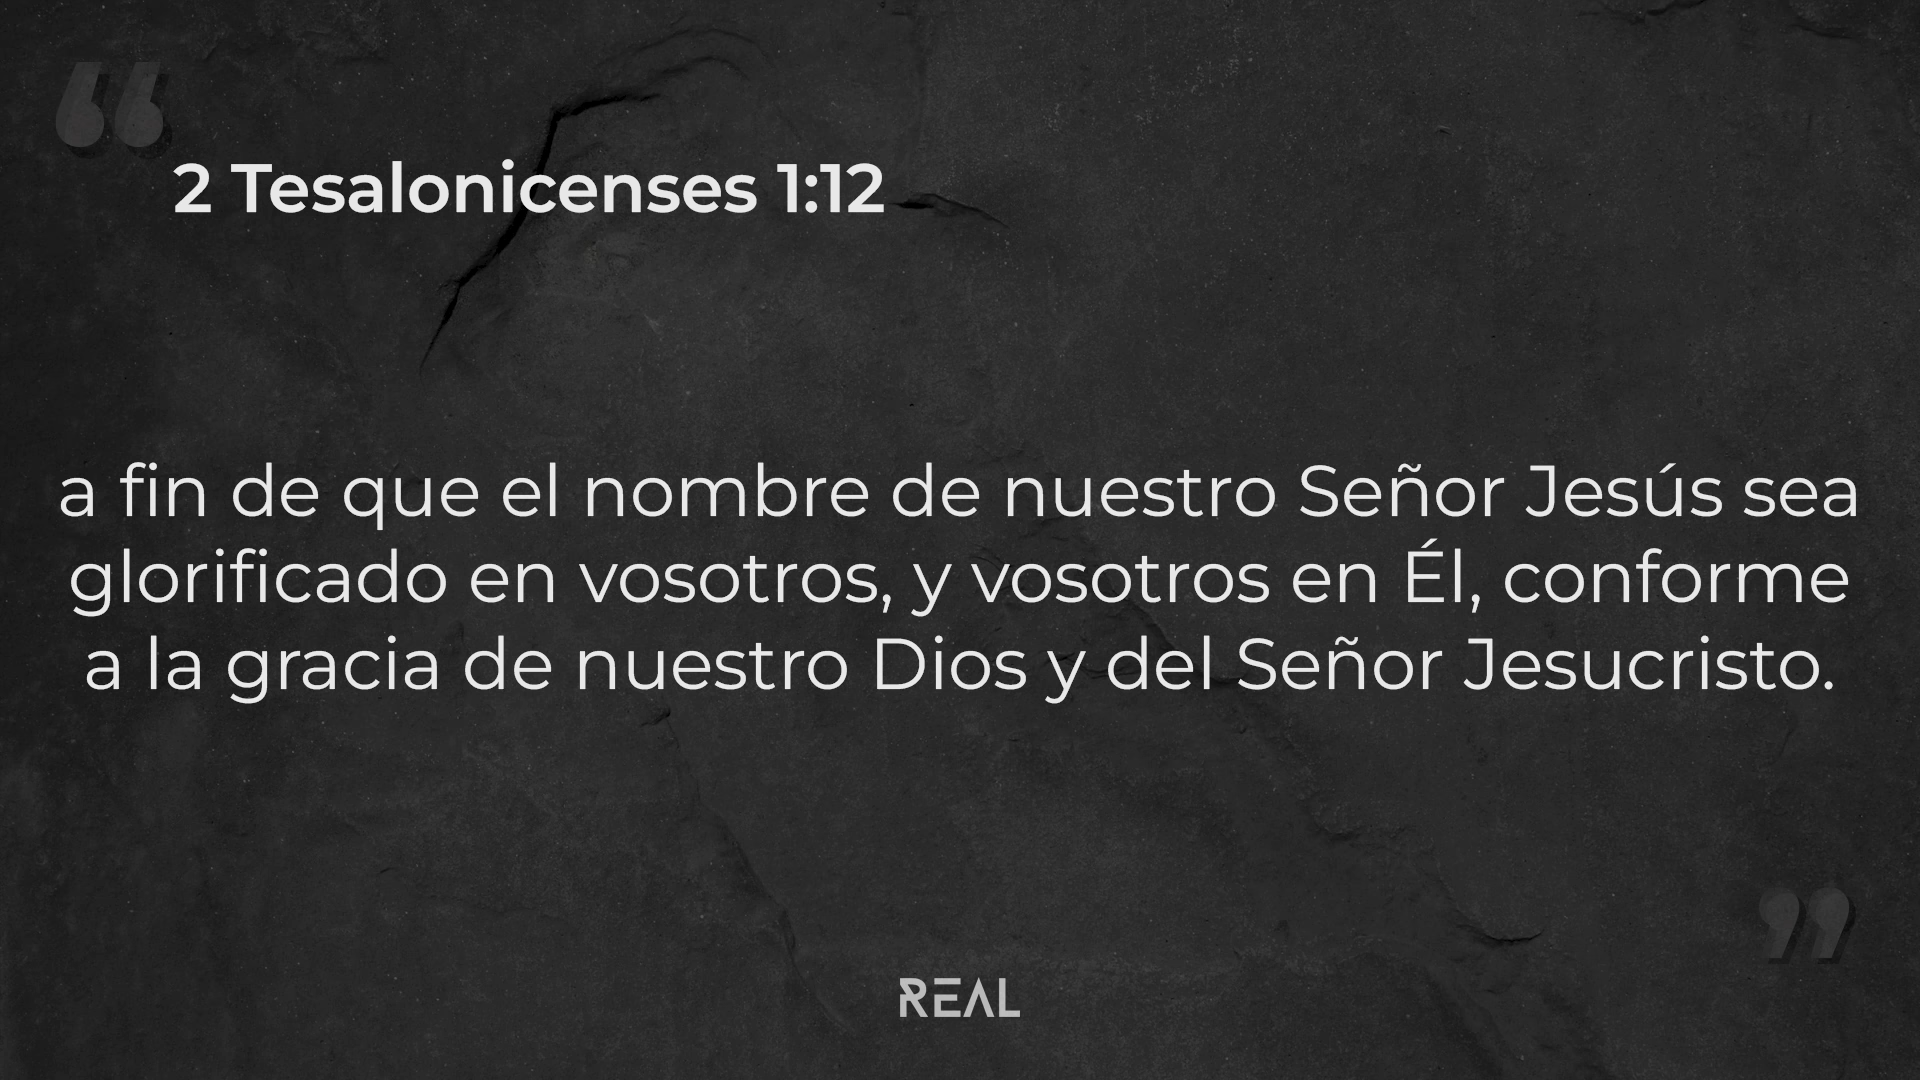 “
2 Tesalonicenses 1:12
a fin de que el nombre de nuestro Señor Jesús sea
glorificado en vosotros, y vosotros en Él, conforme
a la gracia de nuestro Dios y del Señor Jesucristo.
”
REAL